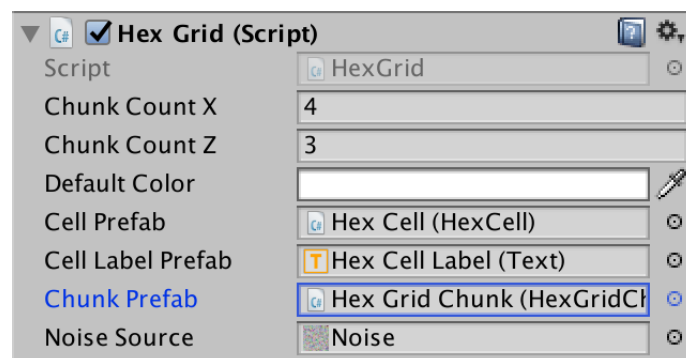 Hex Grid (Script)
Script HexGrid
Chunk Count X 4
Chunk Count Z 3
Default Color
Cell Prefab Hex Cell (HexCell)
Cell Label Prefab Hex Cell Label (Text)
Chunk Prefab Hex Grid Chunk (HexGridCh
Noise Source Noise